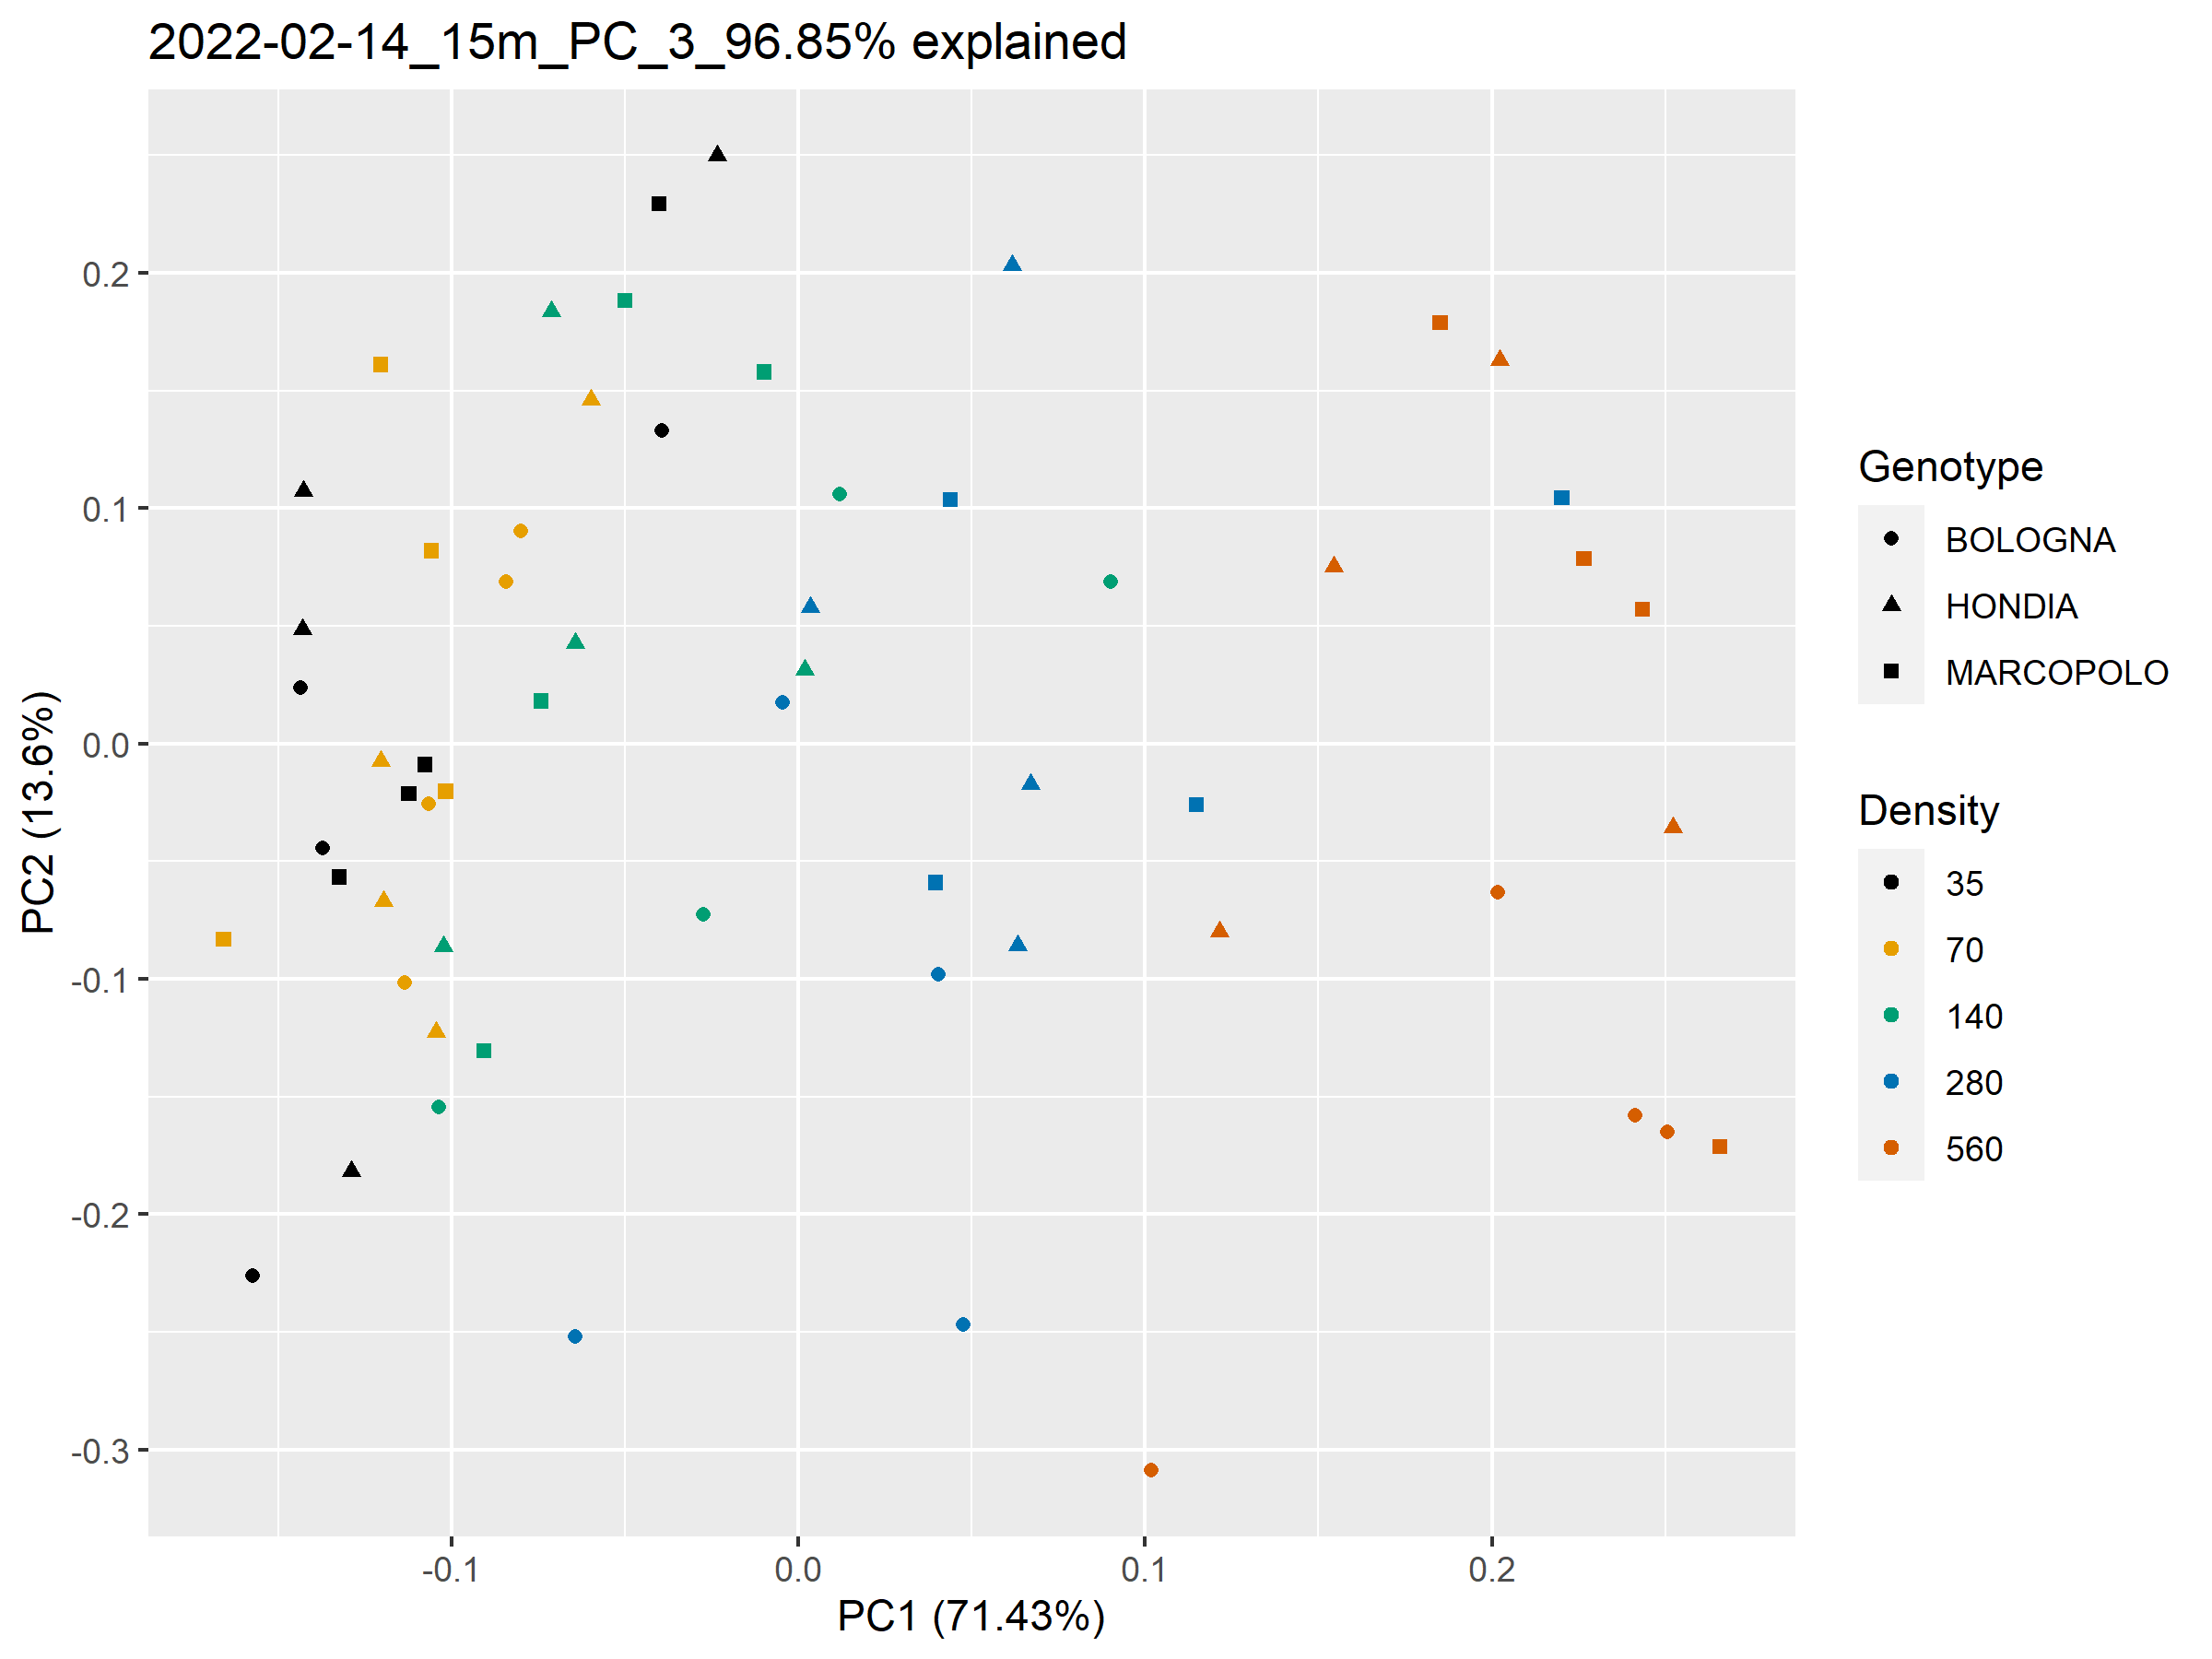 2022-02-14_15m_PC_3_96.85% explained
PC2 (13.6%)
0.2
0.1
0.0
-0.1
-0.2
-0.3
-0.1
0.0
0.1
0.2
PC1 (71.43%)
Genotype
BOLOGNA
HONDIA
MARCOPOLO
Density
35
70
140
280
560